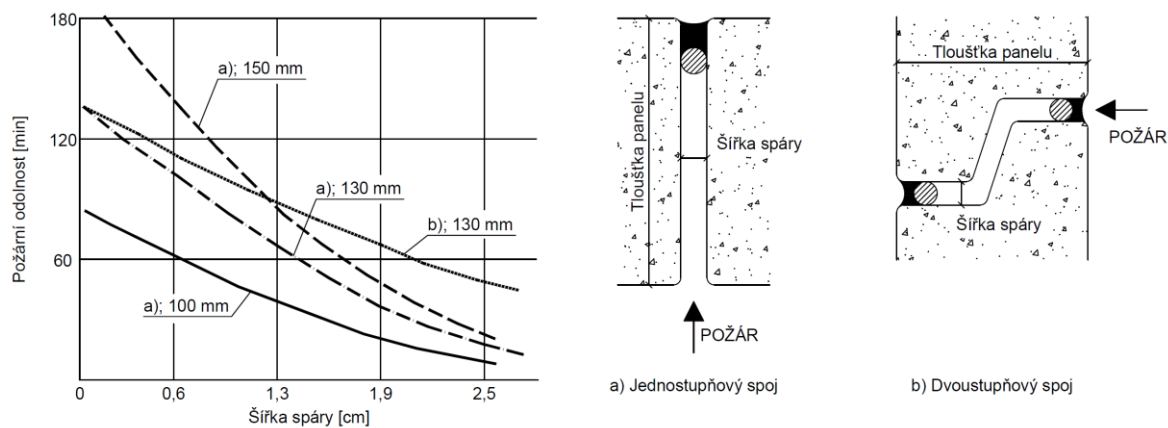 180
120
60
0
0,6
1,3
1,9
2,5
Požární odolnost [min]
Šířka spáry [cm]
a); 150 mm
a); 130 mm
b); 130 mm
a); 100 mm
Tloušťka panelu
Šířka spáry
POŽÁR
a) Jednostupňový spoj
Tloušťka panelu
POŽÁR
Šířka spáry
b) Dvoustupňový spoj